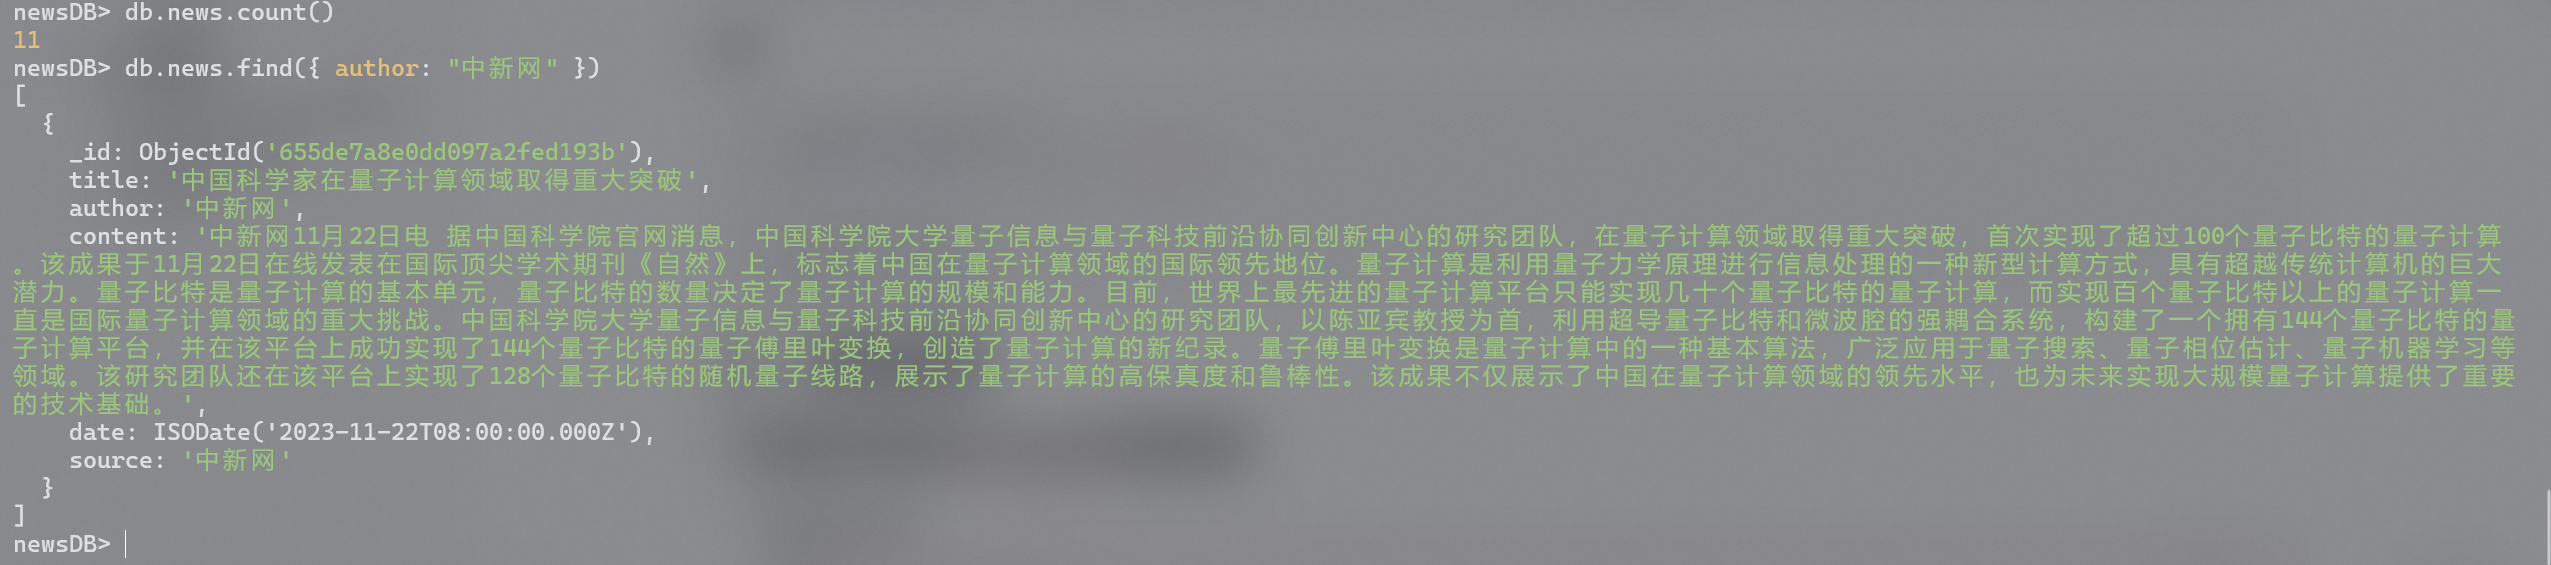 newsDB> db.news.count()
11
newsDB> db.news.find({ author: "中新网" })
[
  {
    _id: ObjectId('655de7a8e0dd097a2fed193b'),
    title: '中国科学家在量子计算领域取得重大突破',
    author: '中新网',
    content: '中新网11月22日电 据中国科学院官网消息，中国科学院大学量子信息与量子科技前沿协同创新中心的研究团队，在量子计算领域取得重大突破，首次实现了超过100个量子比特的量子计算
。该成果于11月22日在线发表在国际顶尖学术期刊《自然》上，标志着中国在量子计算领域的国际领先地位。量子计算是利用量子力学原理进行信息处理的一种新型计算方式，具有超越传统计算机的巨大
潜力。量子比特是量子计算的基本单元，量子比特的数量决定了量子计算的规模和能力。目前，世界上最先进的量子计算平台只能实现几十个量子比特的量子计算，而实现百个量子比特以上的量子计算一
直是国际量子计算领域的重大挑战。中国科学院大学量子信息与量子科技前沿协同创新中心的研究团队，以陈亚宾教授为首，利用超导量子比特和微波腔的强耦合系统，构建了一个拥有144个量子比特的量
子计算平台，并在该平台上成功实现了144个量子比特的量子傅里叶变换，创造了量子计算的新纪录。量子傅里叶变换是量子计算中的一种基本算法，广泛应用于量子搜索、量子相位估计、量子机器学习等
领域。该研究团队还在该平台上实现了128个量子比特的随机量子线路，展示了量子计算的高保真度和鲁棒性。该成果不仅展示了中国在量子计算领域的领先水平，也为未来实现大规模量子计算提供了重要
的技术基础。',
    date: ISODate('2023-11-22T08:00:00.000Z'),
    source: '中新网'
  }
]
newsDB>